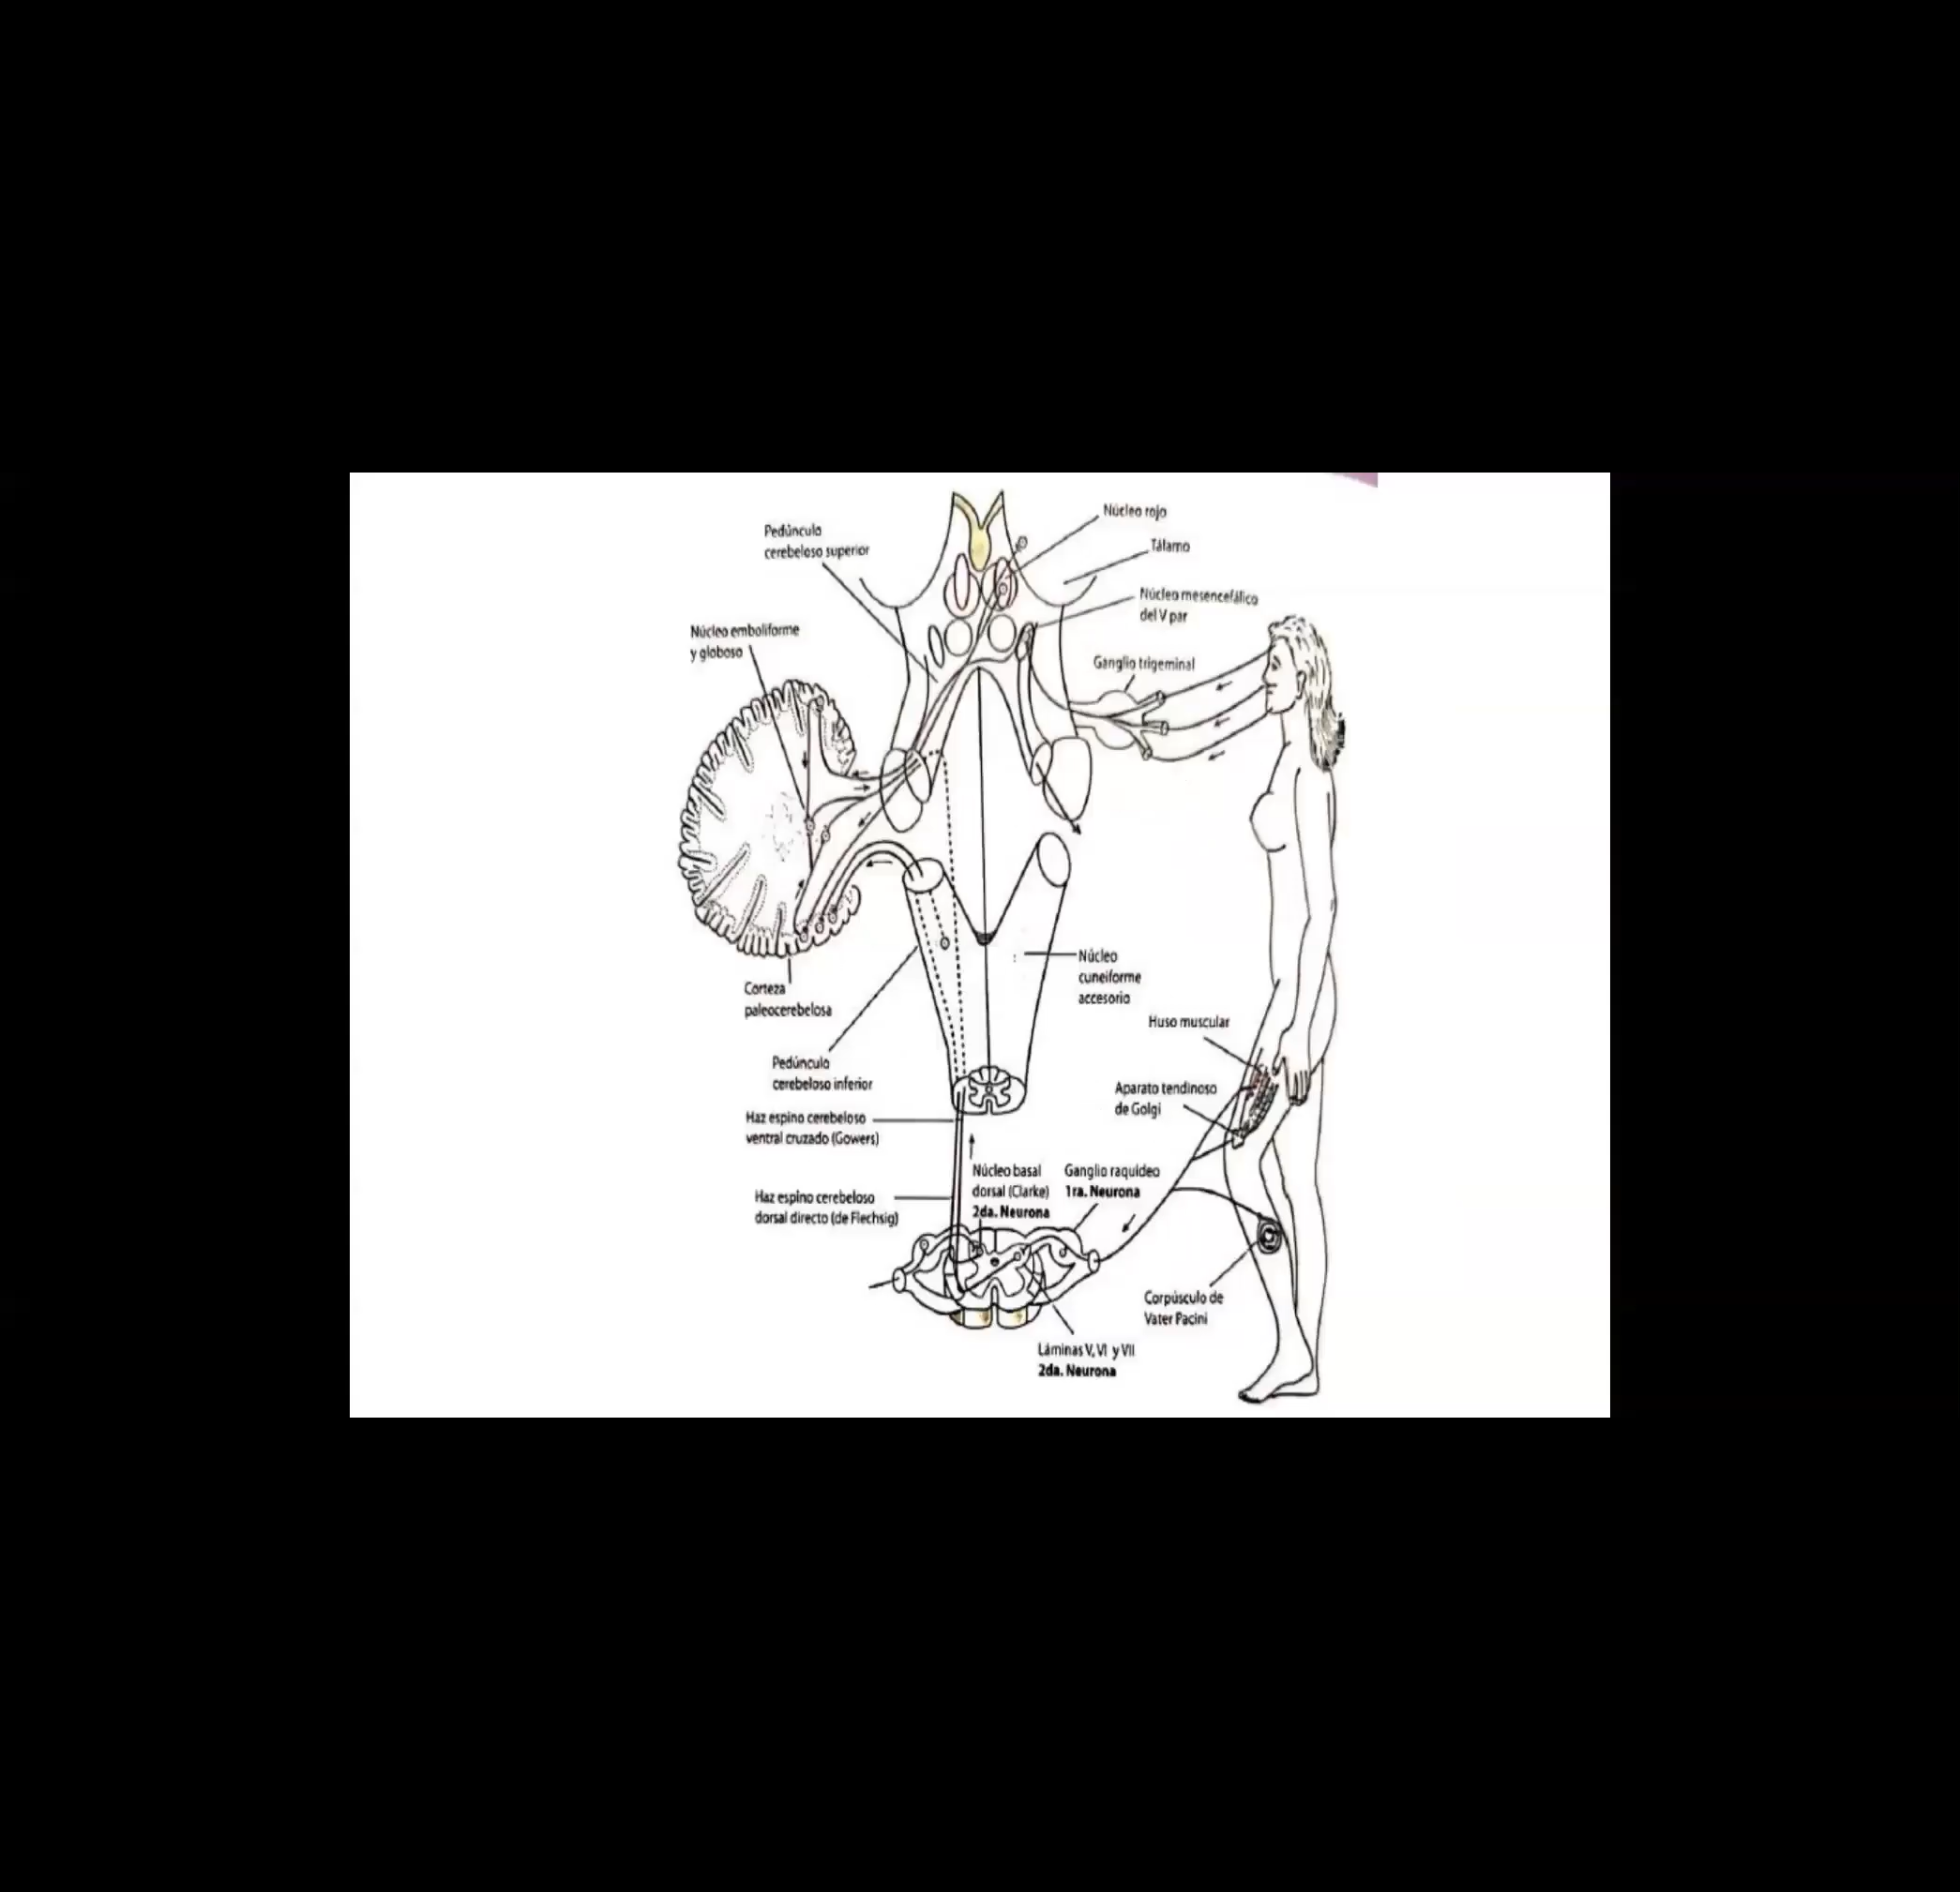 Núcleo rojo
Pedúnculo
cerebeloso superior
Tálamo
Núcleo mesencefálico
del V par
Núcleo emboliforme
y globoso
Ganglio trigeminal
Núcleo
cuneiforme
accesorio
Corteza
paleocerebelosa
Huso muscular
Pedúnculo
cerebeloso inferior
Aparato tendinoso
de Golgi
Haz espino cerebeloso
ventral cruzado (Gowers)
Núcleo basal
dorsal (Clarke)
2da. Neurona
Ganglio raquídeo
1ra. Neurona
Haz espino cerebeloso
dorsal directo (de Flechsig)
Corpúsculo de
Vater Pacini
Láminas V, VI y VII
2da. Neurona